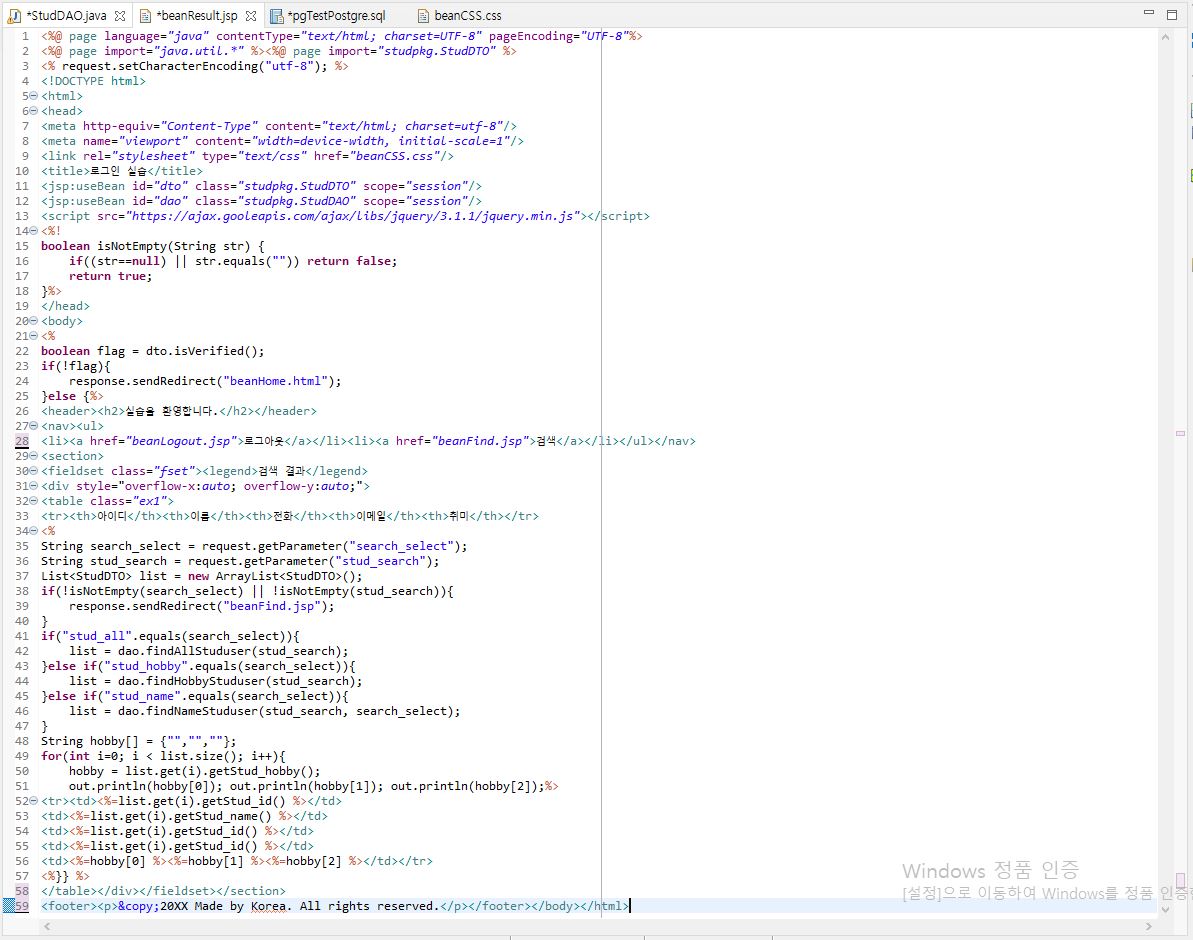 *StudDAO.java *beanResult.jsp *pgTestPostgre.sql beanCSS.css
1 <%@ page language="java" contentType="text/html; charset=UTF-8" pageEncoding="UTF-8"%>
2 <%@ page import="java.util.*" %><%@ page import="studpkg.StudDTO" %>
3 <% request.setCharacterEncoding("utf-8"); %>
4 <!DOCTYPE html>
5 <html>
6 <head>
7 <meta http-equiv="Content-Type" content="text/html; charset=utf-8"/>
8 <meta name="viewport" content="width=device-width, initial-scale=1"/>
9 <link rel="stylesheet" type="text/css" href="beanCSS.css"/>
10 <title>로그인 실습</title>
11 <jsp:useBean id="dto" class="studpkg.StudDTO" scope="session"/>
12 <jsp:useBean id="dao" class="studpkg.StudDAO" scope="session"/>
13 <script src="https://ajax.gooleapis.com/ajax/libs/jquery/3.1.1/jquery.min.js"></script>
14 <%!
15 boolean isNotEmpty(String str) {
16     if((str==null) || str.equals("")) return false;
17     return true;
18 }%>
19 </head>
20 <body>
21 <%
22 boolean flag = dto.isVerified();
23 if(!flag){
24     response.sendRedirect("beanHome.html");
25 }else {%>
26 <header><h2>실습을 환영합니다.</h2></header>
27 <nav><ul>
28 <li><a href="beanLogout.jsp">로그아웃</a></li><li><a href="beanFind.jsp">검색</a></li></ul></nav>
29 <section>
30 <fieldset class="fset"><legend>검색 결과</legend>
31 <div style="overflow-x:auto; overflow-y:auto;">
32 <table class="ex1">
33 <tr><th>아이디</th><th>이름</th><th>전화</th><th>이메일</th><th>취미</th></tr>
34 <%
35 String search_select = request.getParameter("search_select");
36 String stud_search = request.getParameter("stud_search");
37 List<StudDTO> list = new ArrayList<StudDTO>();
38 if(!isNotEmpty(search_select) || !isNotEmpty(stud_search)){
39     response.sendRedirect("beanFind.jsp");
40 }
41 if("stud_all".equals(search_select)){
42     list = dao.findAllStuduser(stud_search);
43 }else if("stud_hobby".equals(search_select)){
44     list = dao.findHobbyStuduser(stud_search);
45 }else if("stud_name".equals(search_select)){
46     list = dao.findNameStuduser(stud_search, search_select);
47 }
48 String hobby[] = {"","",""};
49 for(int i=0; i < list.size(); i++){
50     hobby = list.get(i).getStud_hobby();
51     out.println(hobby[0]); out.println(hobby[1]); out.println(hobby[2]);%>
52 <tr><td><%=list.get(i).getStud_id() %></td>
53 <td><%=list.get(i).getStud_name() %></td>
54 <td><%=list.get(i).getStud_id() %></td>
55 <td><%=list.get(i).getStud_id() %></td>
56 <td><%=hobby[0] %><%=hobby[1] %><%=hobby[2] %></td></tr>
57 <%}} %>
58 </table></div></fieldset></section>
59 <footer><p>&copy;20XX Made by Korea. All rights reserved.</p></footer></body></html>
Windows 정품 인증
[설정]으로 이동하여 Windows를 정품 인증